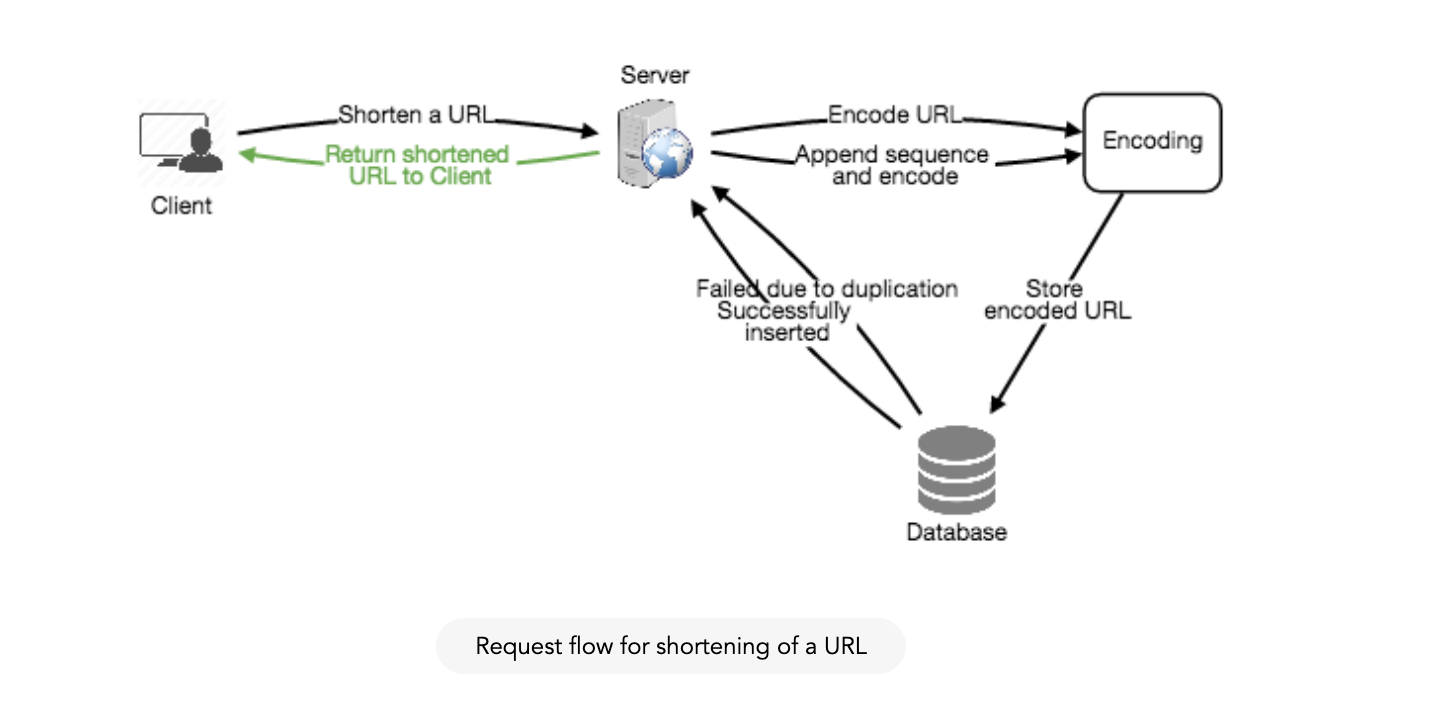 Server
Shorten a URL
Encode URL
Return shortened
URL to Client
Append sequence
and encode
Encoding
Client
Failed due to duplication
Successfully
inserted
Store
encoded URL
Database
Request flow for shortening of a URL